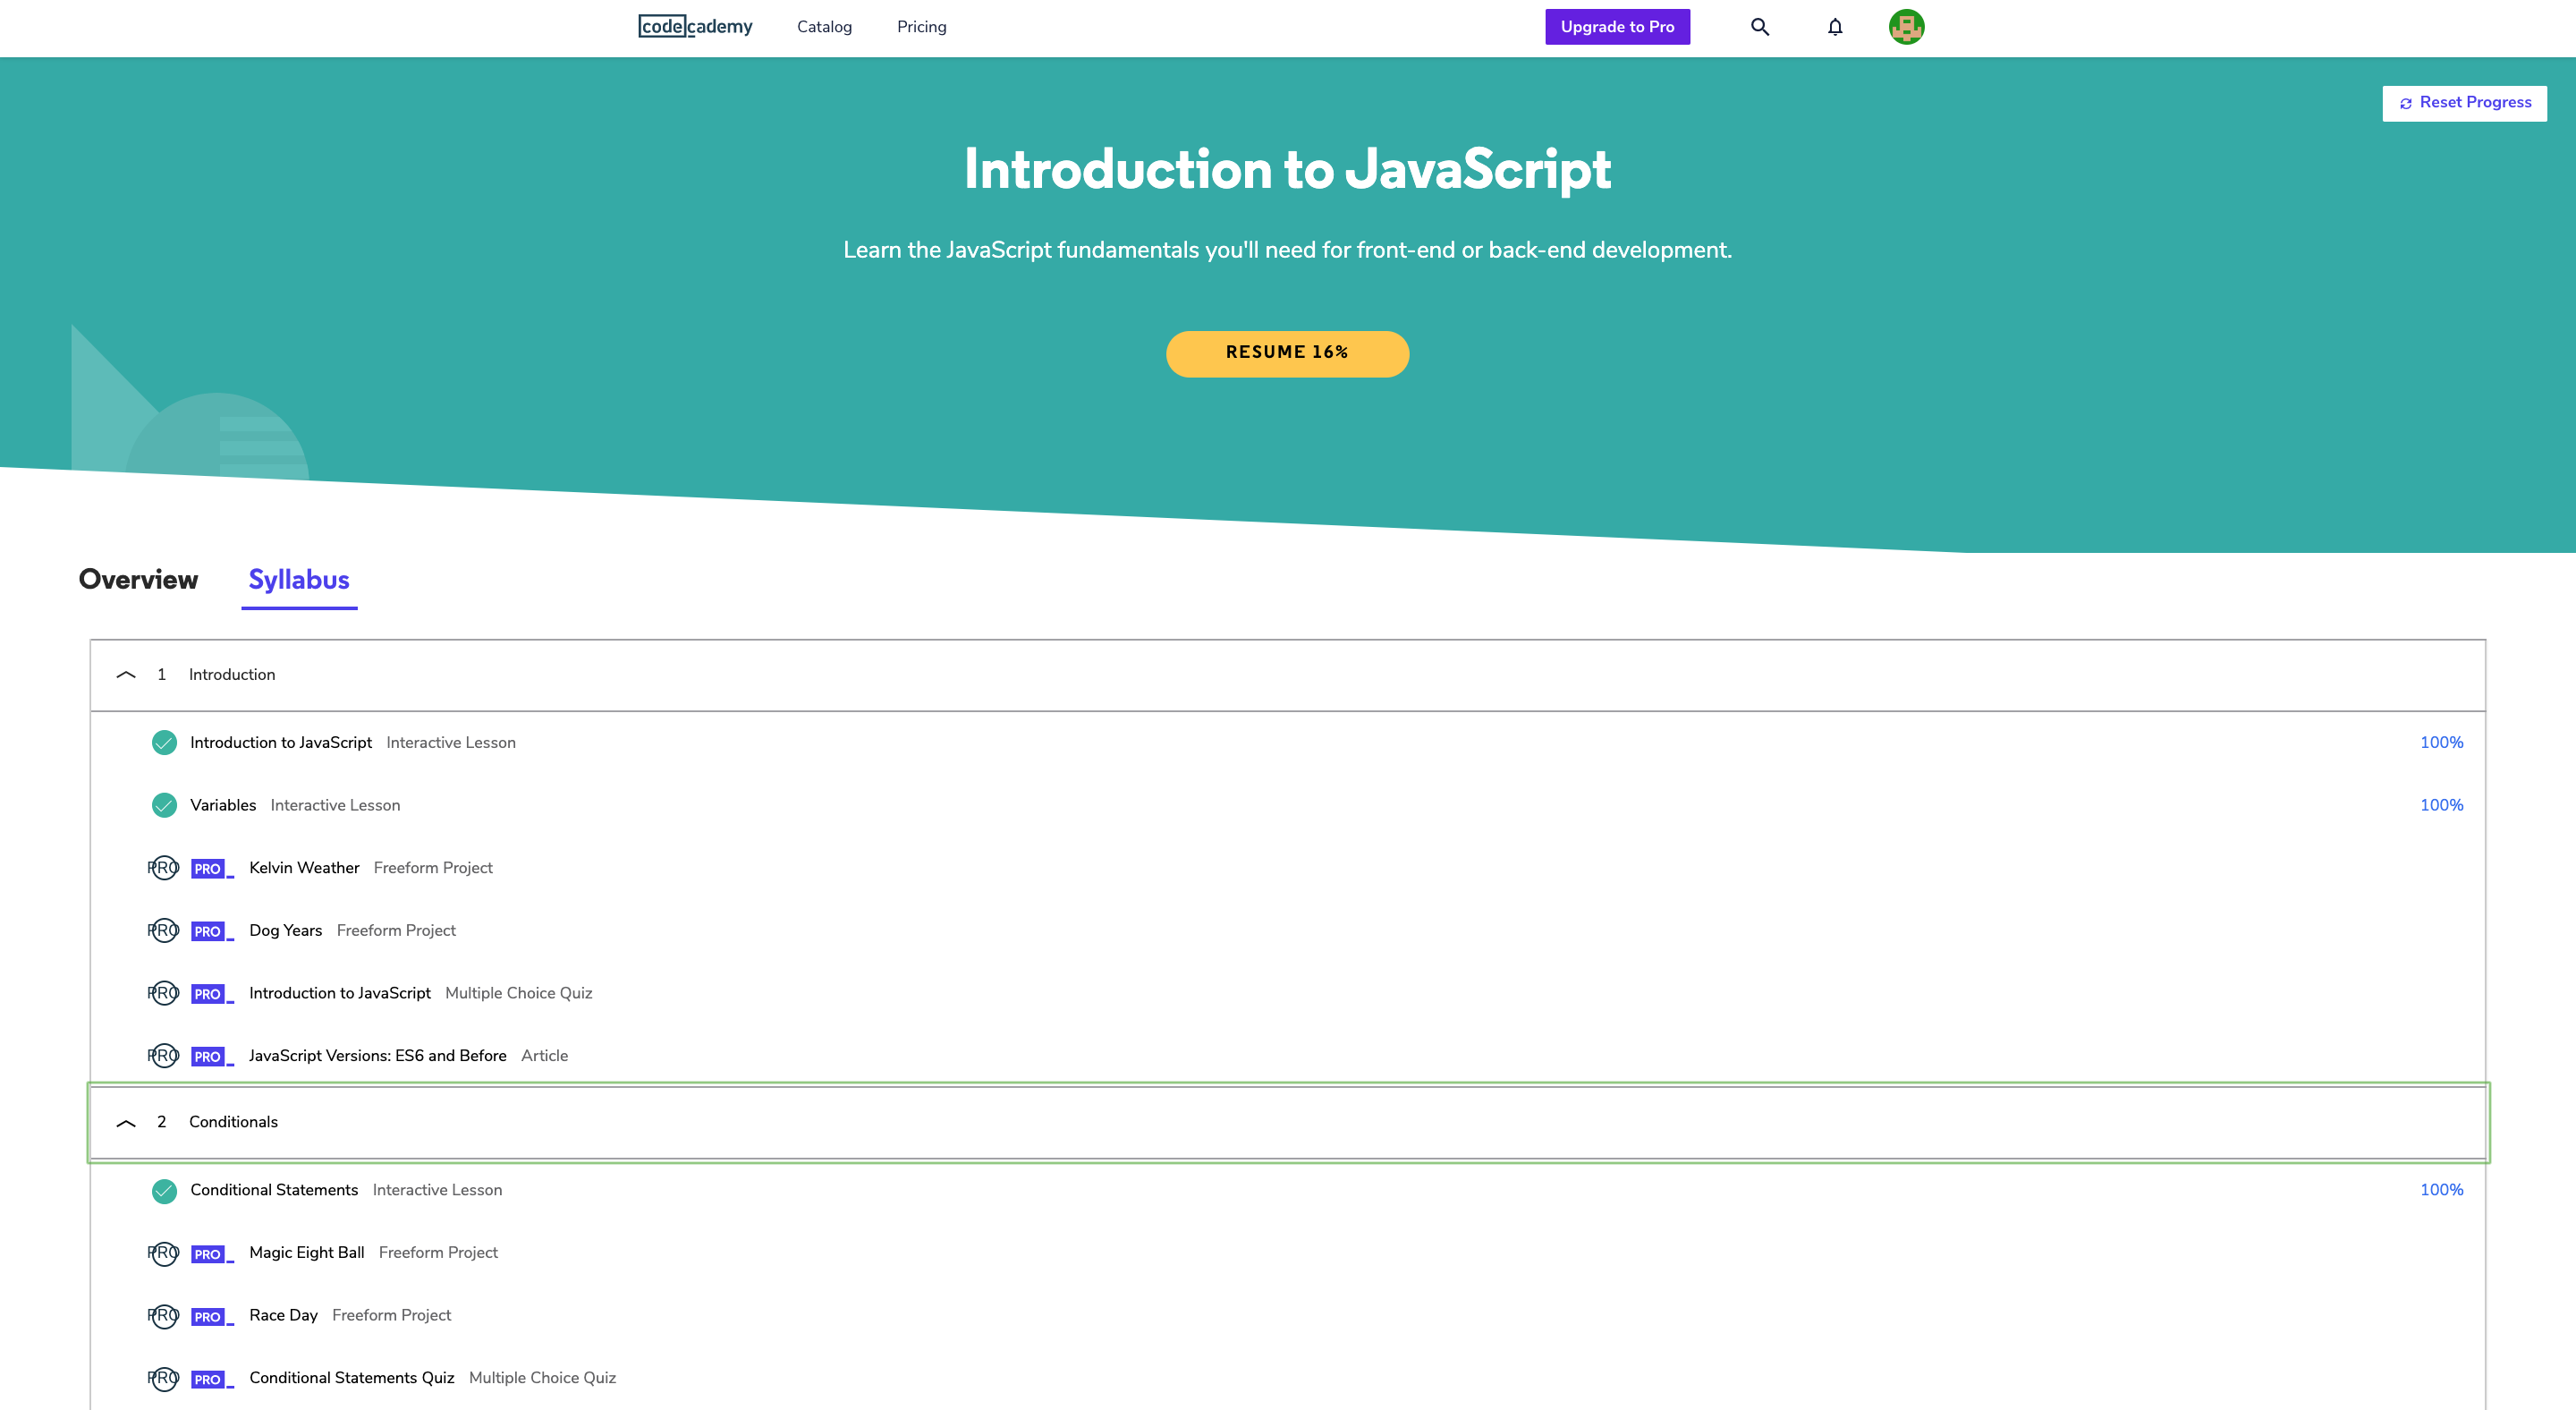 codecademy Catalog Pricing Upgrade to Pro
Reset Progress
Introduction to JavaScript
Learn the JavaScript fundamentals you'll need for front-end or back-end development.
RESUME 16%
Overview Syllabus
1 Introduction
Introduction to JavaScript Interactive Lesson 100%
Variables Interactive Lesson 100%
PRO PRO Kelvin Weather Freeform Project
PRO PRO Dog Years Freeform Project
PRO PRO Introduction to JavaScript Multiple Choice Quiz
PRO PRO JavaScript Versions: ES6 and Before Article
2 Conditionals
Conditional Statements Interactive Lesson 100%
PRO PRO Magic Eight Ball Freeform Project
PRO PRO Race Day Freeform Project
PRO PRO Conditional Statements Quiz Multiple Choice Quiz